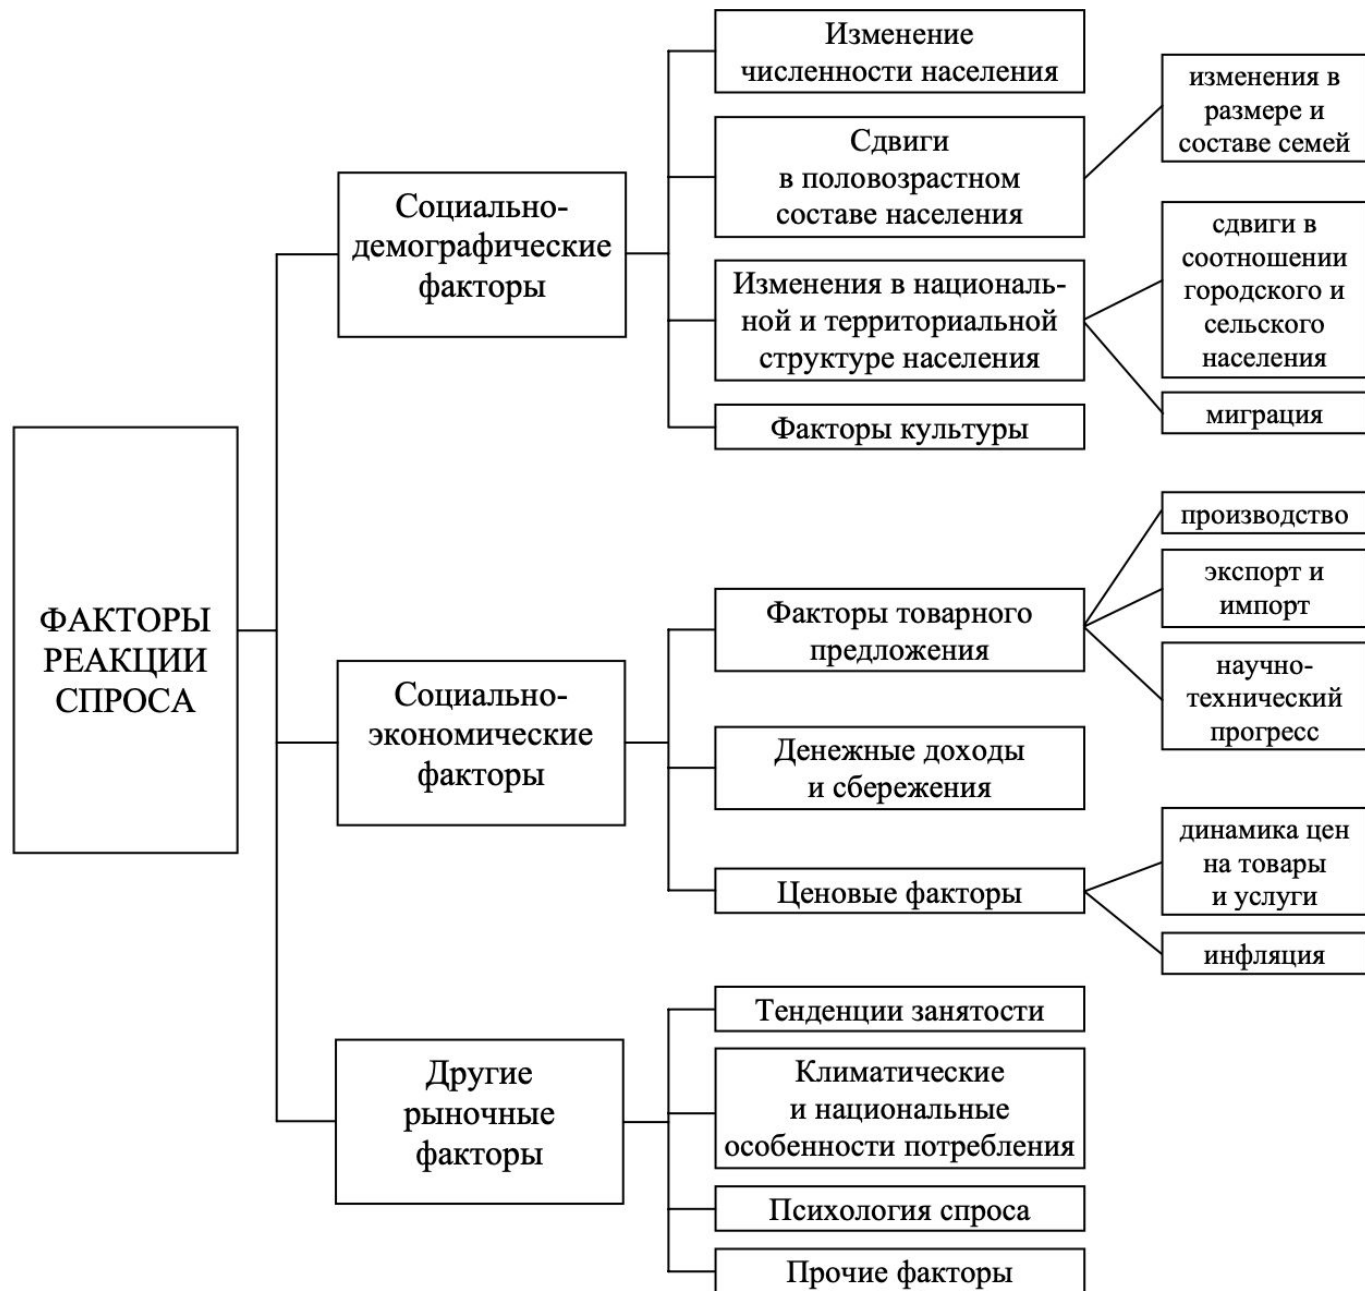 ФАКТОРЫ
РЕАКЦИИ
СПРОСА
Социально-
демографические
факторы
Изменение
численности населения
Сдвиги
в половозрастном
составе населения
изменения в
размере и
составе семей
Изменения в националь-
ной и территориальной
структуре населения
сдвиги в
соотношении
городского и
сельского
населения
миграция
Факторы культуры
Социально-
экономические
факторы
Факторы товарного
предложения
производство
экспорт и
импорт
научно-
технический
прогресс
Денежные доходы
и сбережения
Ценовые факторы
динамика цен
на товары
и услуги
инфляция
Другие
рыночные
факторы
Тенденции занятости
Климатические
и национальные
особенности потребления
Психология спроса
Прочие факторы